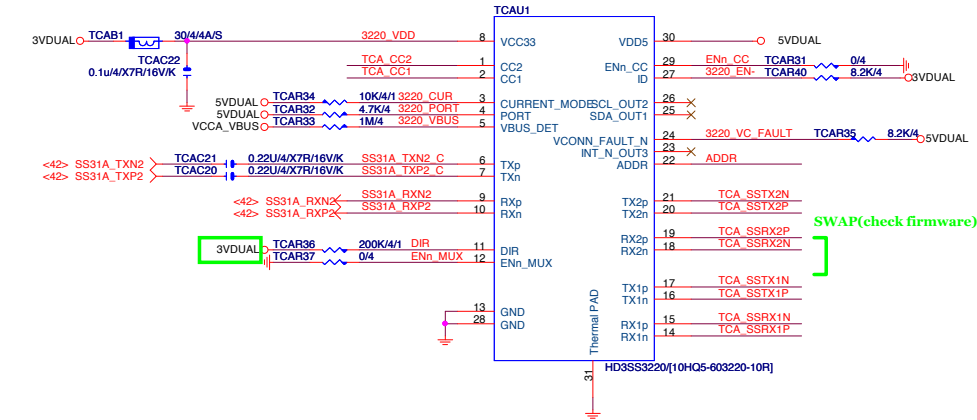 TCAU1
3VDUAL TCAB1 30/4/4A/S 3220_VDD 8 VCC33 VDD5 30 5VDUAL
TCAC22
0.1u/4/X7R/16V/K
TCA_CC2 1 CC2 ENn_CC 29 ENn_CC TCAR31 0/4
TCA_CC1 2 CC1 ID 27 3220_EN- TCAR40 8.2K/4 3VDUAL
5VDUAL TCAR34 10K/4/1 3220_CUR 3 CURRENT_MODE SCL_OUT2 26
5VDUAL TCAR32 4.7K/4 3220_PORT 4 PORT SDA_OUT1 25
VCCA_VBUS TCAR33 1M/4 3220_VBUS 5 VBUS_DET
VCONN_FAULT_N 24 3220_VC_FAULT TCAR35 8.2K/4 5VDUAL
INT_N_OUT3 23
<42> SS31A_TXN2 TCAC21 0.22U/4/X7R/16V/K SS31A_TXN2_C 6 TXp ADDR 22 ADDR
<42> SS31A_TXP2 TCAC20 0.22U/4/X7R/16V/K SS31A_TXP2_C 7 TXn
<42> SS31A_RXN2 SS31A_RXN2 9 RXp TX2p 21 TCA_SSTX2N
<42> SS31A_RXP2 SS31A_RXP2 10 RXn TX2n 20 TCA_SSTX2P
SWAP(check firmware)
RX2p 19 TCA_SSRX2P
3VDUAL TCAR36 200K/4/1 DIR 11 DIR RX2n 18 TCA_SSRX2N
TCAR37 0/4 ENn_MUX 12 ENn_MUX
TX1p 17 TCA_SSTX1N
TX1n 16 TCA_SSTX1P
13 GND
28 GND RX1p 15 TCA_SSRX1N
RX1n 14 TCA_SSRX1P
Thermal PAD
31
HD3SS3220/[10HQ5-603220-10R]